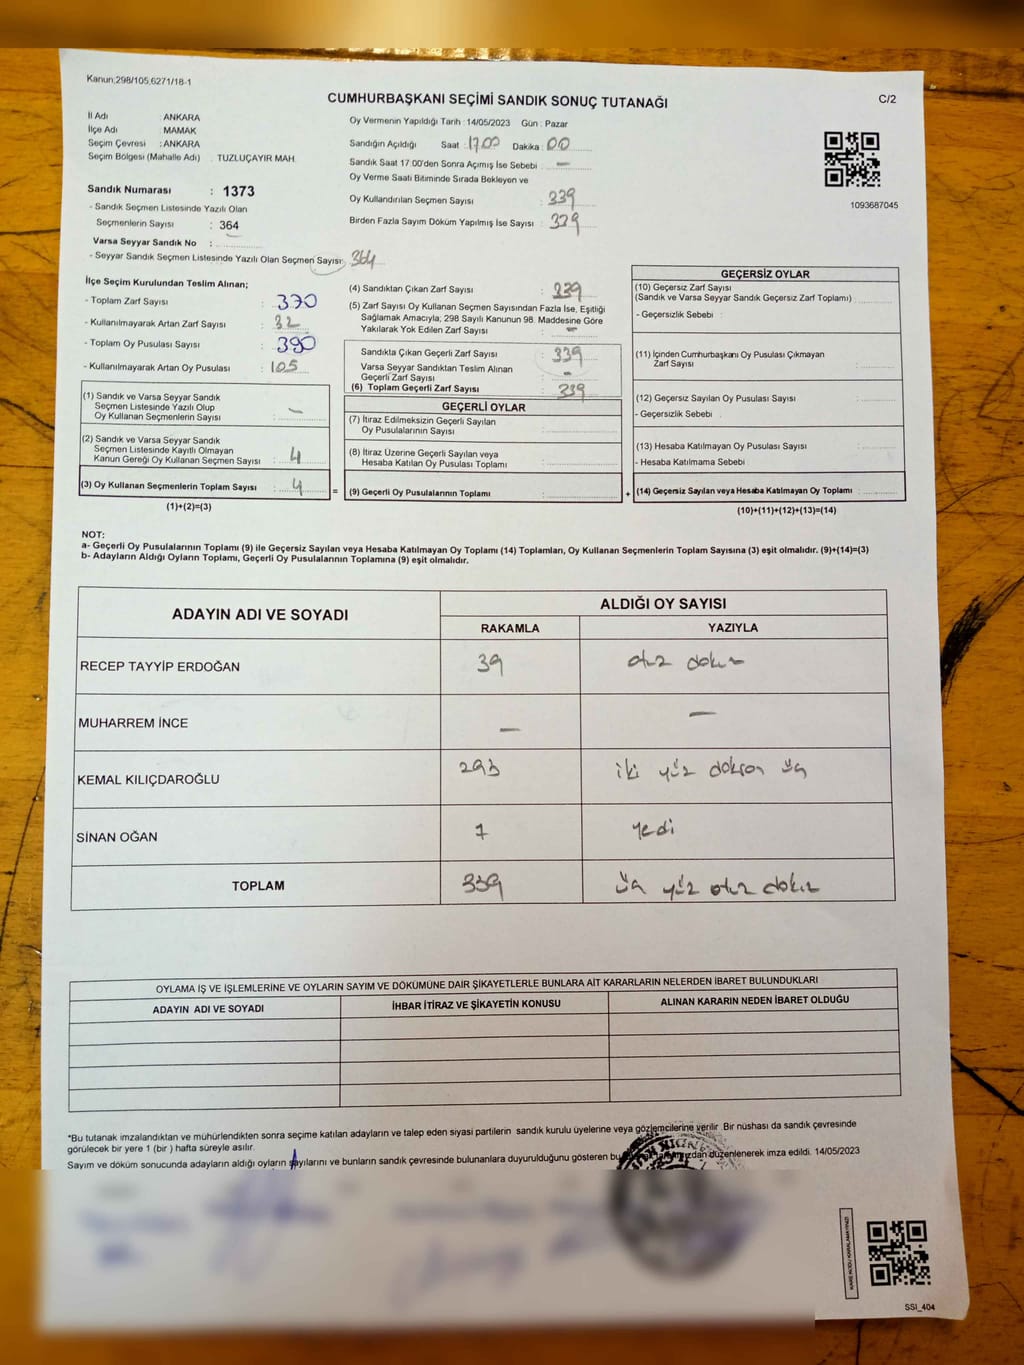 Kanun;298/105,6271/18-1
CUMHURBAŞKANI SEÇİMİ SANDIK SONUÇ TUTANAĞI
C/2
İl Adı : ANKARA
İlçe Adı : MAMAK
Seçim Çevresi : ANKARA
Seçim Bölgesi (Mahalle Adı) : TUZLUÇAYIR MAH.
Sandık Numarası : 1373
- Sandık Seçmen Listesinde Yazılı Olan
Seçmenlerin Sayısı : 364
Varsa Seyyar Sandık No :
- Seyyar Sandık Seçmen Listesinde Yazılı Olan Seçmen Sayısı: 364
Oy Vermenin Yapıldığı Tarih : 14/05/2023 Gün : Pazar
Sandığın Açıldığı Saat : 17.00 Dakika : 00
Sandık Saat 17.00'den Sonra Açımış İse Sebebi : —
Oy Verme Saati Bitiminde Sırada Bekleyen ve
Oy Kullandırılan Seçmen Sayısı : 339
Birden Fazla Sayım Döküm Yapılmış İse Sayısı : 339
1093687045
İlçe Seçim Kurulundan Teslim Alınan;
- Toplam Zarf Sayısı : 370
- Kullanılmayarak Artan Zarf Sayısı : 32
- Toplam Oy Pusulası Sayısı : 390
- Kullanılmayarak Artan Oy Pusulası : 105
(1) Sandık ve Varsa Seyyar Sandık
Seçmen Listesinde Yazılı Olup
Oy Kullanan Seçmenlerin Sayısı : —
(2) Sandık ve Varsa Seyyar Sandık
Seçmen Listesinde Kayıtlı Olmayan
Kanun Gereği Oy Kullanan Seçmen Sayısı : 4
(3) Oy Kullanan Seçmenlerin Toplam Sayısı : 4
(1)+(2)=(3)
(4) Sandıktan Çıkan Zarf Sayısı : 339
(5) Zarf Sayısı Oy Kullanan Seçmen Sayısından Fazla İse, Eşitliği
Sağlamak Amacıyla; 298 Sayılı Kanunun 98. Maddesine Göre
Yakılarak Yok Edilen Zarf Sayısı : —
Sandıkta Çıkan Geçerli Zarf Sayısı : 339
Varsa Seyyar Sandıktan Teslim Alınan
Geçerli Zarf Sayısı : —
(6) Toplam Geçerli Zarf Sayısı : 339
GEÇERLİ OYLAR
(7) İtiraz Edilmeksizin Geçerli Sayılan
Oy Pusulalarının Sayısı :
(8) İtiraz Üzerine Geçerli Sayılan veya
Hesaba Katılan Oy Pusulası Toplamı :
= (9) Geçerli Oy Pusulalarının Toplamı :
GEÇERSİZ OYLAR
(10) Geçersiz Zarf Sayısı
(Sandık ve Varsa Seyyar Sandık Geçersiz Zarf Toplamı) :
- Geçersizlik Sebebi :
(11) İçinden Cumhurbaşkanı Oy Pusulası Çıkmayan
Zarf Sayısı :
(12) Geçersiz Sayılan Oy Pusulası Sayısı :
- Geçersizlik Sebebi :
(13) Hesaba Katılmayan Oy Pusulası Sayısı :
- Hesaba Katılmama Sebebi :
+ (14) Geçersiz Sayılan veya Hesaba Katılmayan Oy Toplamı :
(10)+(11)+(12)+(13)=(14)
NOT:
a- Geçerli Oy Pusulalarının Toplamı (9) ile Geçersiz Sayılan veya Hesaba Katılmayan Oy Toplamı (14) Toplamları, Oy Kullanan Seçmenlerin Toplam Sayısına (3) eşit olmalıdır. (9)+(14)=(3)
b- Adayların Aldığı Oyların Toplamı, Geçerli Oy Pusulalarının Toplamına (9) eşit olmalıdır.
ADAYIN ADI VE SOYADI
ALDIĞI OY SAYISI
RAKAMLA YAZIYLA
RECEP TAYYİP ERDOĞAN 39 otuz dokuz
MUHARREM İNCE — —
KEMAL KILIÇDAROĞLU 293 iki yüz doksan üç
SİNAN OĞAN 7 yedi
TOPLAM 339 üç yüz otuz dokuz
OYLAMA İŞ VE İŞLEMLERİNE VE OYLARIN SAYIM VE DÖKÜMÜNE DAİR ŞİKAYETLERLE BUNLARA AİT KARARLARIN NELERDEN İBARET BULUNDUKLARI
ADAYIN ADI VE SOYADI İHBAR İTİRAZ VE ŞİKAYETİN KONUSU ALINAN KARARIN NEDEN İBARET OLDUĞU
*Bu tutanak imzalandıktan ve mühürlendikten sonra seçime katılan adayların ve talep eden siyasi partilerin sandık kurulu üyelerine veya gözlemcilerine verilir. Bir nüshası da sandık çevresinde
görülecek bir yere 1 (bir) hafta süreyle asılır.
Sayım ve döküm sonucunda adayların aldığı oyların sayılarını ve bunların sandık çevresinde bulunanlara duyurulduğunu gösteren bu düzenlenerek imza edildi. 14/05/2023
KARE KODU KARALAMAYINIZ!
SSI_404